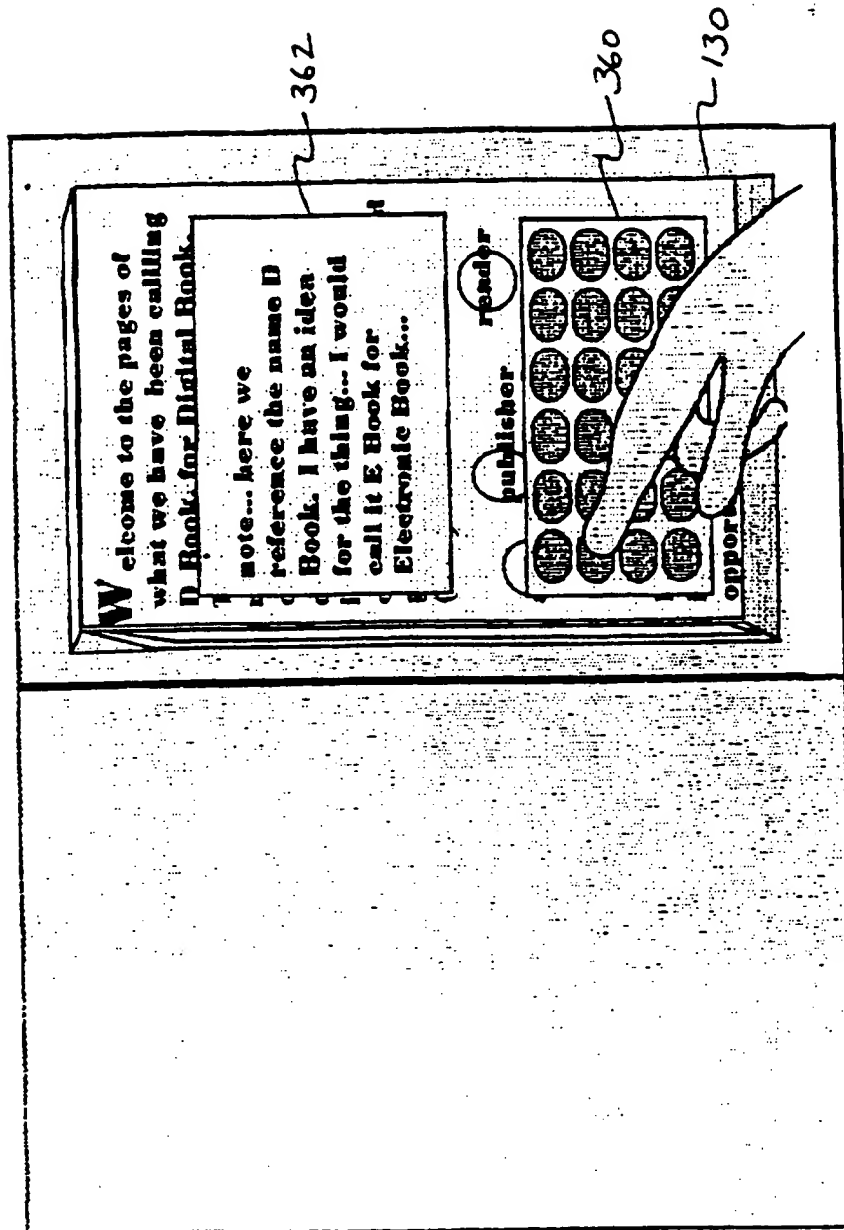 Welcome to the pages of
what we have been callling
D Book, for Digital Book.
note... here we
reference the name D
Book. I have an idea
for the thing... I would
call it E Book for
Electronic Book...
publisher
reader
oppor
362
360
130